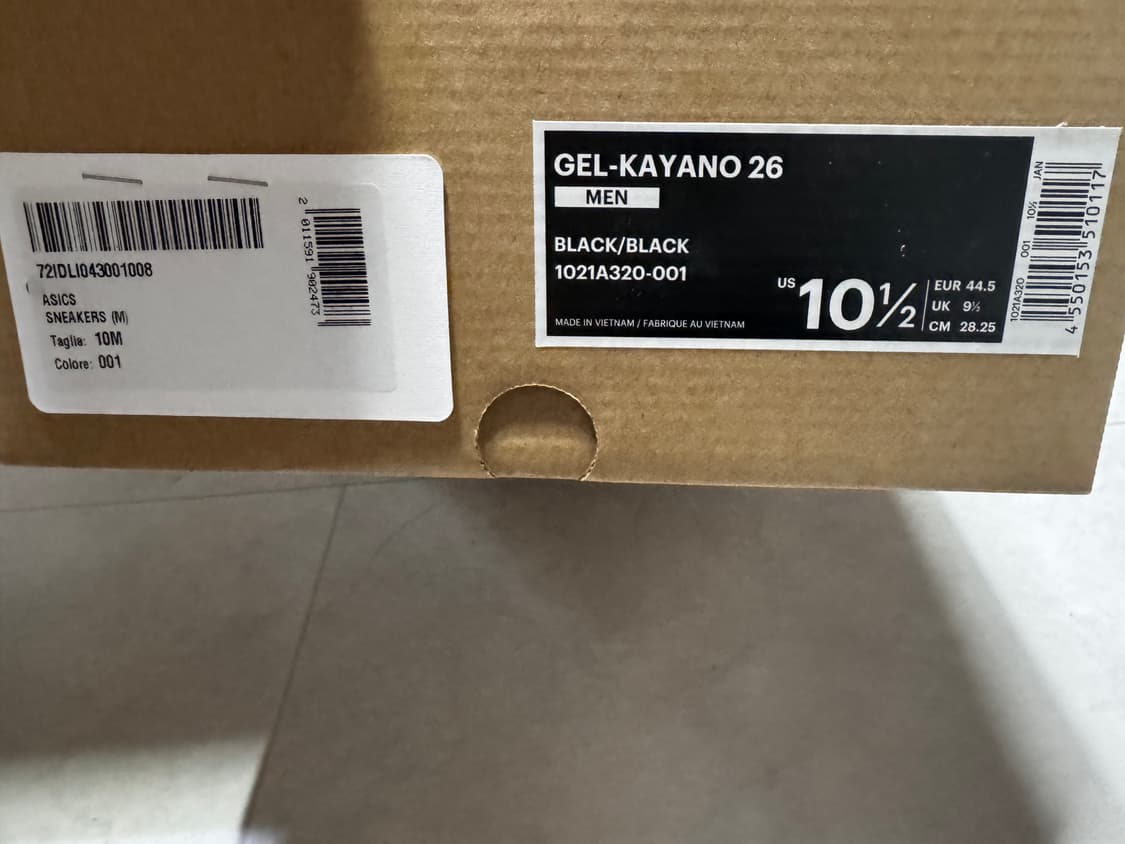 72IDLI043001008
ASICS
SNEAKERS (M)
Taglia: 10M
Colore: 001
2 011591 902473
GEL-KAYANO 26
MEN
BLACK/BLACK
1021A320-001
MADE IN VIETNAM / FABRIQUE AU VIETNAM
US 10½
EUR 44.5
UK 9½
CM 28.25
1021A320 001 10½ JAN
4 550153 510117